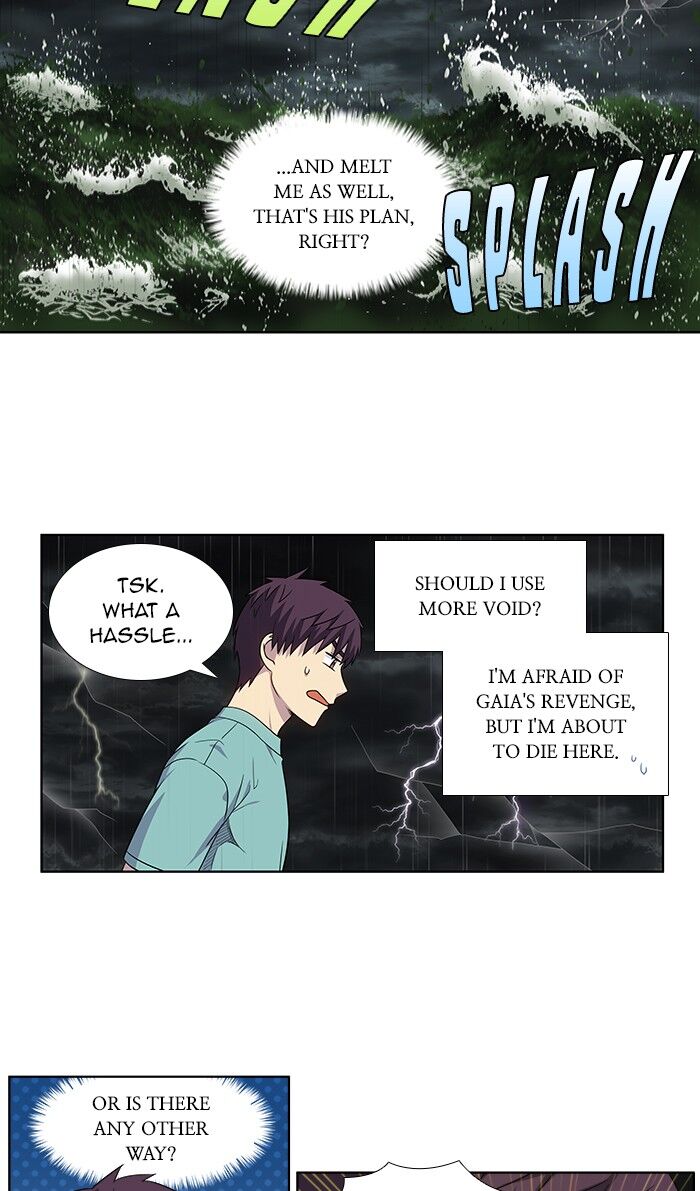 ...AND MELT
ME AS WELL,
THAT'S HIS PLAN,
RIGHT?
SPLASH
TSK.
WHAT A
HASSLE...
SHOULD I USE
MORE VOID?
I'M AFRAID OF
GAIA'S REVENGE,
BUT I'M ABOUT
TO DIE HERE.
OR IS THERE
ANY OTHER
WAY?